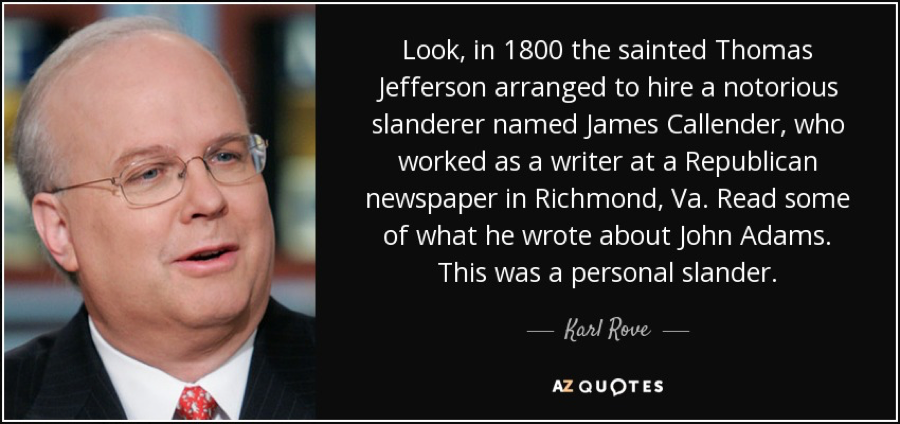 Look, in 1800 the sainted Thomas
Jefferson arranged to hire a notorious
slanderer named James Callender, who
worked as a writer at a Republican
newspaper in Richmond, Va. Read some
of what he wrote about John Adams.
This was a personal slander.
Karl Rove
AZ QUOTES